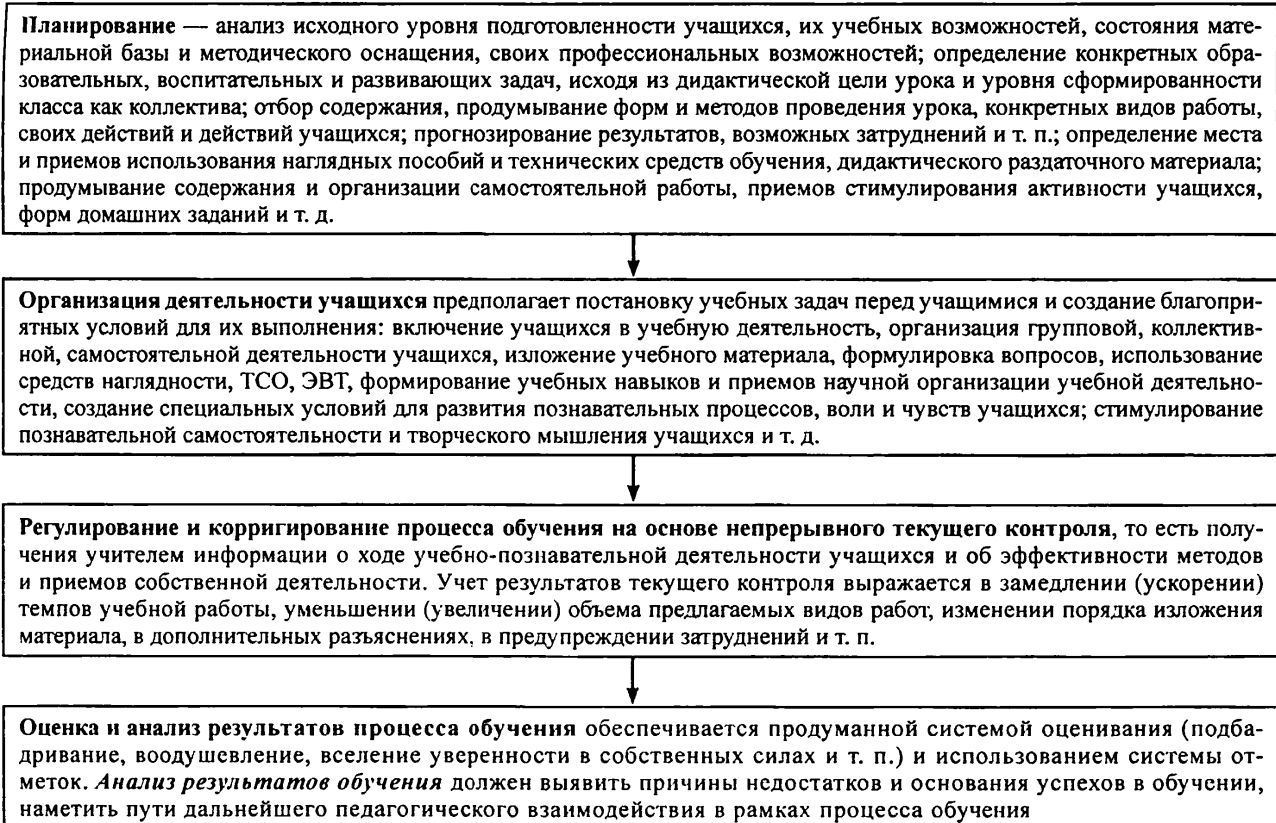 Планирование — анализ исходного уровня подготовленности учащихся, их учебных возможностей, состояния мате-
риальной базы и методического оснащения, своих профессиональных возможностей; определение конкретных обра-
зовательных, воспитательных и развивающих задач, исходя из дидактической цели урока и уровня сформированности
класса как коллектива; отбор содержания, продумывание форм и методов проведения урока, конкретных видов работы,
своих действий и действий учащихся; прогнозирование результатов, возможных затруднений и т. п.; определение места
и приемов использования наглядных пособий и технических средств обучения, дидактического раздаточного материала;
продумывание содержания и организации самостоятельной работы, приемов стимулирования активности учащихся,
форм домашних заданий и т. д.
Организация деятельности учащихся предполагает постановку учебных задач перед учащимися и создание благопри-
ятных условий для их выполнения: включение учащихся в учебную деятельность, организация групповой, коллектив-
ной, самостоятельной деятельности учащихся, изложение учебного материала, формулировка вопросов, использование
средств наглядности, ТСО, ЭВТ, формирование учебных навыков и приемов научной организации учебной деятельно-
сти, создание специальных условий для развития познавательных процессов, воли и чувств учащихся; стимулирование
познавательной самостоятельности и творческого мышления учащихся и т. д.
Регулирование и корригирование процесса обучения на основе непрерывного текущего контроля, то есть полу-
чения учителем информации о ходе учебно-познавательной деятельности учащихся и об эффективности методов
и приемов собственной деятельности. Учет результатов текущего контроля выражается в замедлении (ускорении)
темпов учебной работы, уменьшении (увеличении) объема предлагаемых видов работ, изменении порядка изложения
материала, в дополнительных разъяснениях, в предупреждении затруднений и т. п.
Оценка и анализ результатов процесса обучения обеспечивается продуманной системой оценивания (подба-
дривание, воодушевление, вселение уверенности в собственных силах и т. п.) и использованием системы от-
меток. Анализ результатов обучения должен выявить причины недостатков и основания успехов в обучении,
наметить пути дальнейшего педагогического взаимодействия в рамках процесса обучения